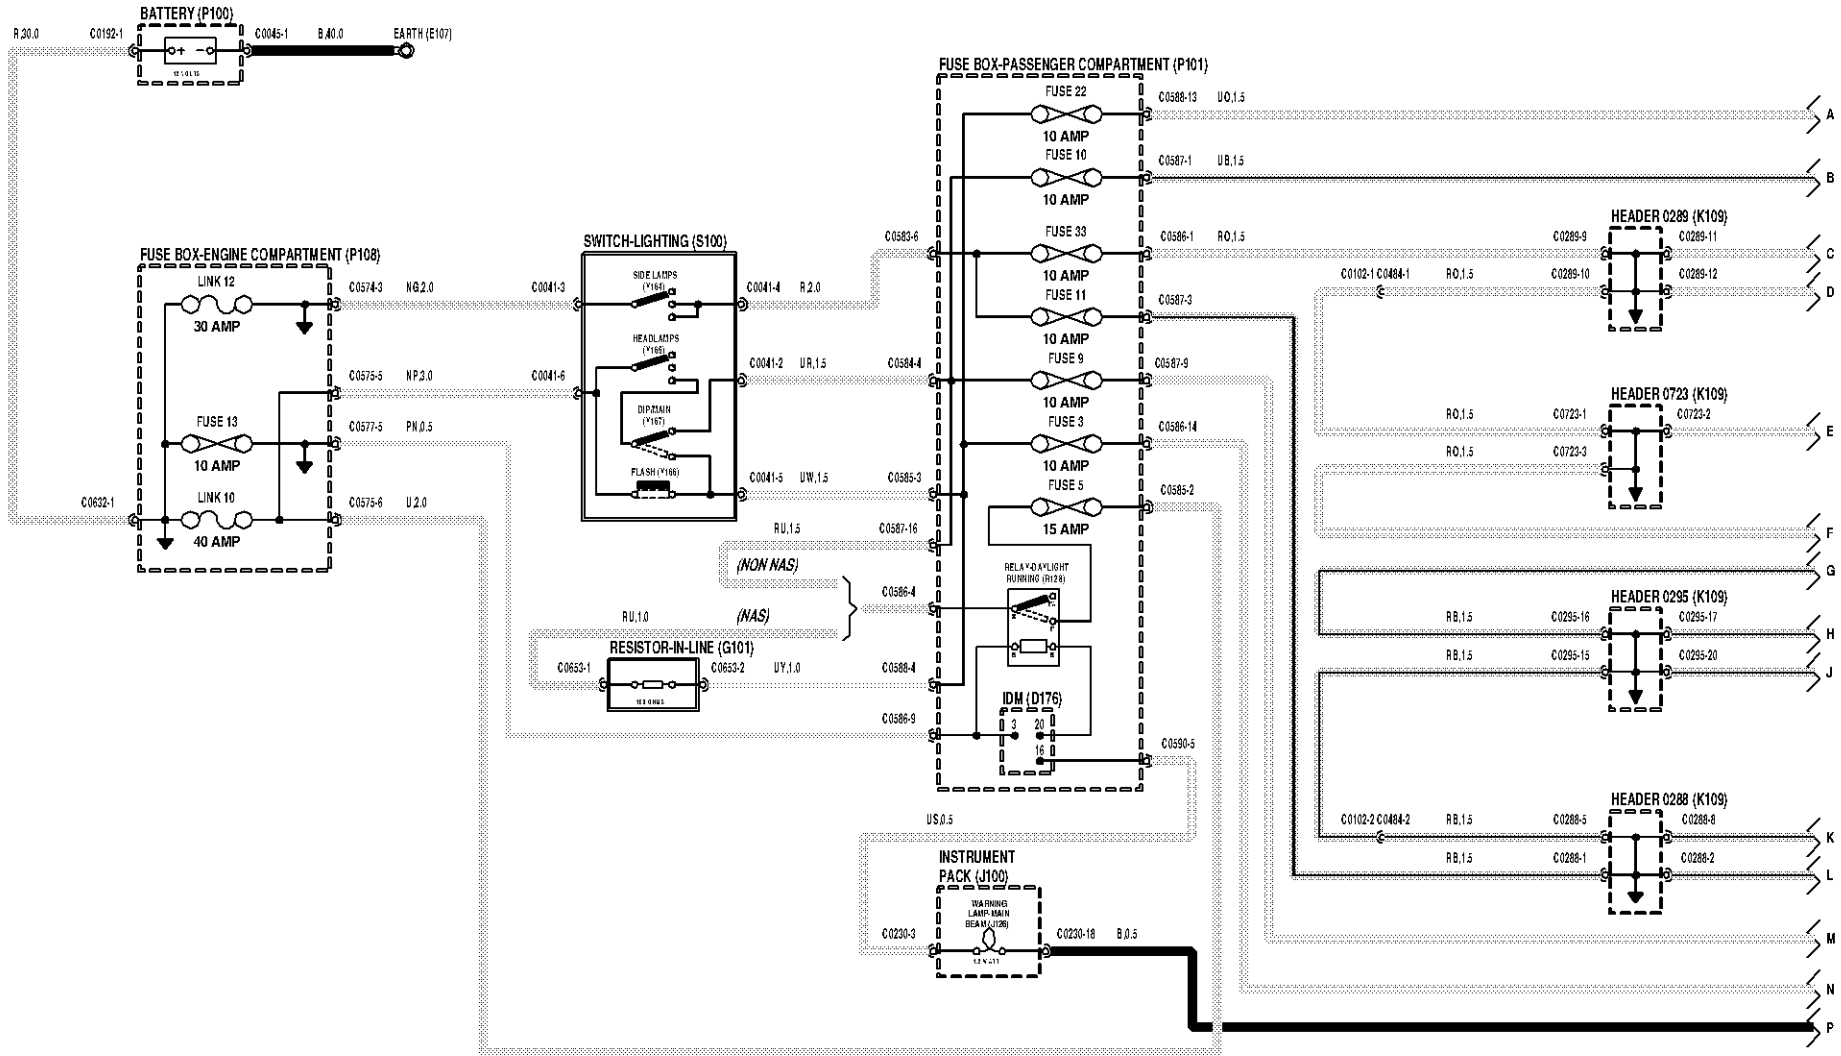 BATTERY (P100)
R,30.0
C0192-1
C0045-1
B,40.0
EARTH (E107)
12 VOLTS
FUSE BOX-PASSENGER COMPARTMENT (P101)
FUSE 22
10 AMP
C0588-13
UO,1.5
A
FUSE 10
10 AMP
C0587-1
UB,1.5
B
FUSE 33
10 AMP
C0583-6
C0586-1
RO,1.5
HEADER 0289 (K109)
C0289-9
C0289-11
C
C0102-1 C0484-1
RO,1.5
C0289-10
C0289-12
D
FUSE BOX-ENGINE COMPARTMENT (P108)
LINK 12
30 AMP
C0574-3
NG,2.0
C0041-3
SWITCH-LIGHTING (S100)
SIDE LAMPS
(Y164)
C0041-4
R,2.0
FUSE 11
10 AMP
C0587-3
HEADLAMPS
(Y165)
C0575-5
NP,3.0
C0041-6
C0041-2
UR,1.5
C0584-4
FUSE 9
10 AMP
C0587-9
FUSE 13
10 AMP
C0577-5
PN,0.5
DIP/MAIN
(Y167)
FUSE 3
10 AMP
C0586-14
HEADER 0723 (K109)
RO,1.5
C0723-1
C0723-2
E
RO,1.5
C0723-3
F
LINK 10
40 AMP
C0632-1
C0575-6
U,2.0
FLASH (Y166)
C0041-5
UW,1.5
C0585-3
FUSE 5
15 AMP
C0585-2
RU,1.5
C0587-16
(NON NAS)
RELAY-DAYLIGHT
RUNNING (R128)
C0586-4
(NAS)
RU,1.0
G
HEADER 0295 (K109)
RB,1.5
C0295-16
C0295-17
H
RB,1.5
C0295-15
C0295-20
J
RESISTOR-IN-LINE (G101)
C0653-1
C0653-2
UY,1.0
C0588-4
IDM (D176)
3
20
16
C0586-9
C0590-5
US,0.5
HEADER 0288 (K109)
C0102-2 C0484-2
RB,1.5
C0288-5
C0288-8
K
RB,1.5
C0288-1
C0288-2
L
INSTRUMENT
PACK (J100)
WARNING
LAMP-MAIN
BEAM (J126)
C0230-3
C0230-18
B,0.5
M
N
P